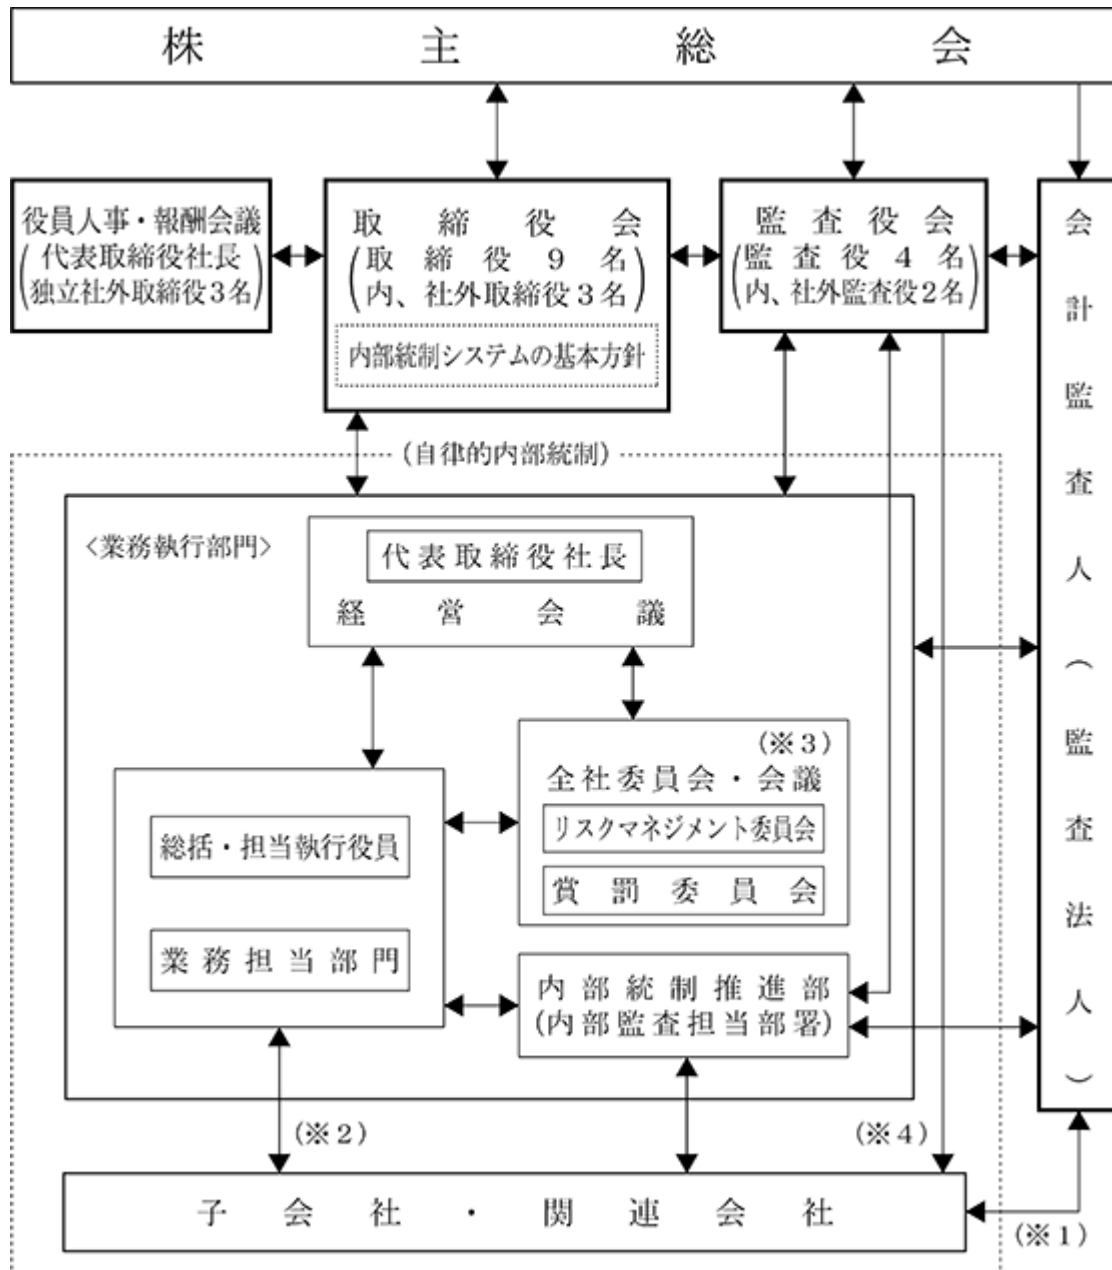 株主総会
役員人事・報酬会議
(代表取締役社長
独立社外取締役3名)
取締役会
(取締役9名
内、社外取締役3名)
内部統制システムの基本方針
監査役会
(監査役4名
内、社外監査役2名)
会計監査人(監査法人)
(自律的内部統制)
<業務執行部門>
代表取締役社長
経営会議
(※3)
全社委員会・会議
リスクマネジメント委員会
賞罰委員会
総括・担当執行役員
業務担当部門
内部統制推進部
(内部監査担当部署)
(※2)
(※4)
子会社・関連会社
(※1)